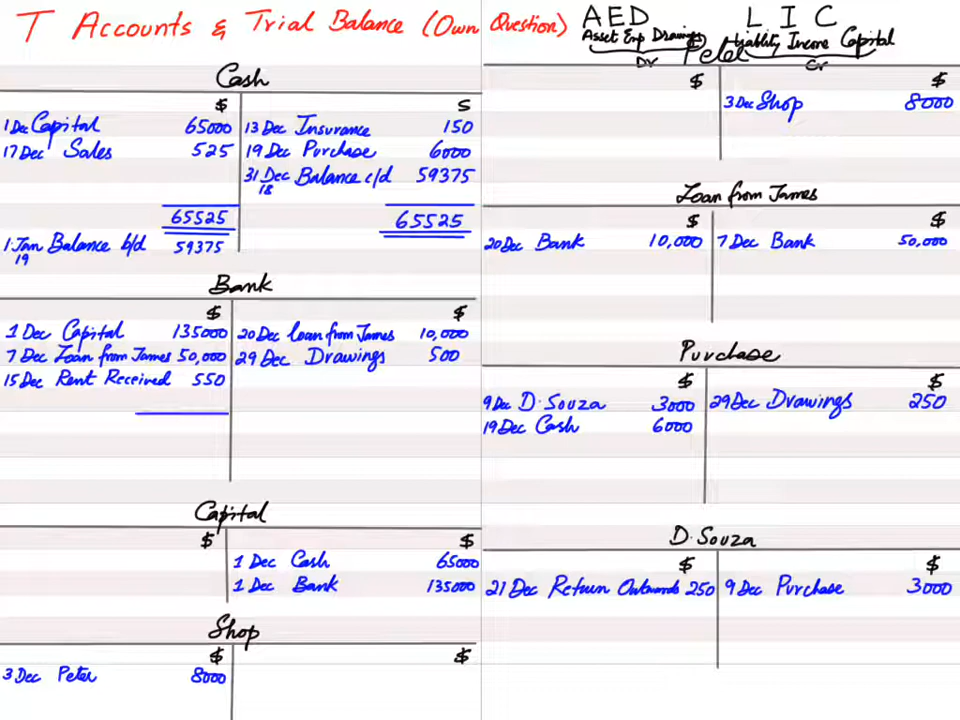 T Accounts & Trial Balance (Own Question)
AED LIC
Asset Exp Drawings Liability Income Capital
Dr Cr
Cash
$ $
1 Dec Capital 65000 13 Dec Insurance 150
17 Dec Sales 525 19 Dec Purchase 6000
31 Dec Balance c/d 59375
18
65525 65525
1 Jan Balance b/d 59375
19
Bank
$ $
1 Dec Capital 135000 20 Dec loan from James 10,000
7 Dec Loan from James 50,000 29 Dec Drawings 500
15 Dec Rent Received 550
Capital
$ $
1 Dec Cash 65000
1 Dec Bank 135000
Shop
$ $
3 Dec Peter 8000
Peter
$ $
3 Dec Shop 8000
Loan from James
$ $
20 Dec Bank 10,000 7 Dec Bank 50,000
Purchase
$ $
9 Dec D. Souza 3000 29 Dec Drawings 250
19 Dec Cash 6000
D. Souza
$ $
21 Dec Return Outwards 250 9 Dec Purchase 3000